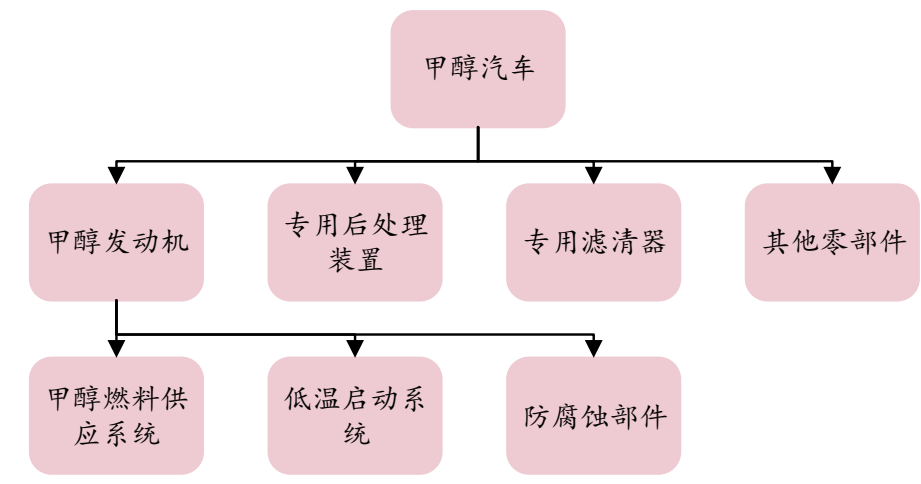 甲醇汽车
甲醇发动机
专用后处理
装置
专用滤清器
其他零部件
甲醇燃料供
应系统
低温启动系
统
防腐蚀部件